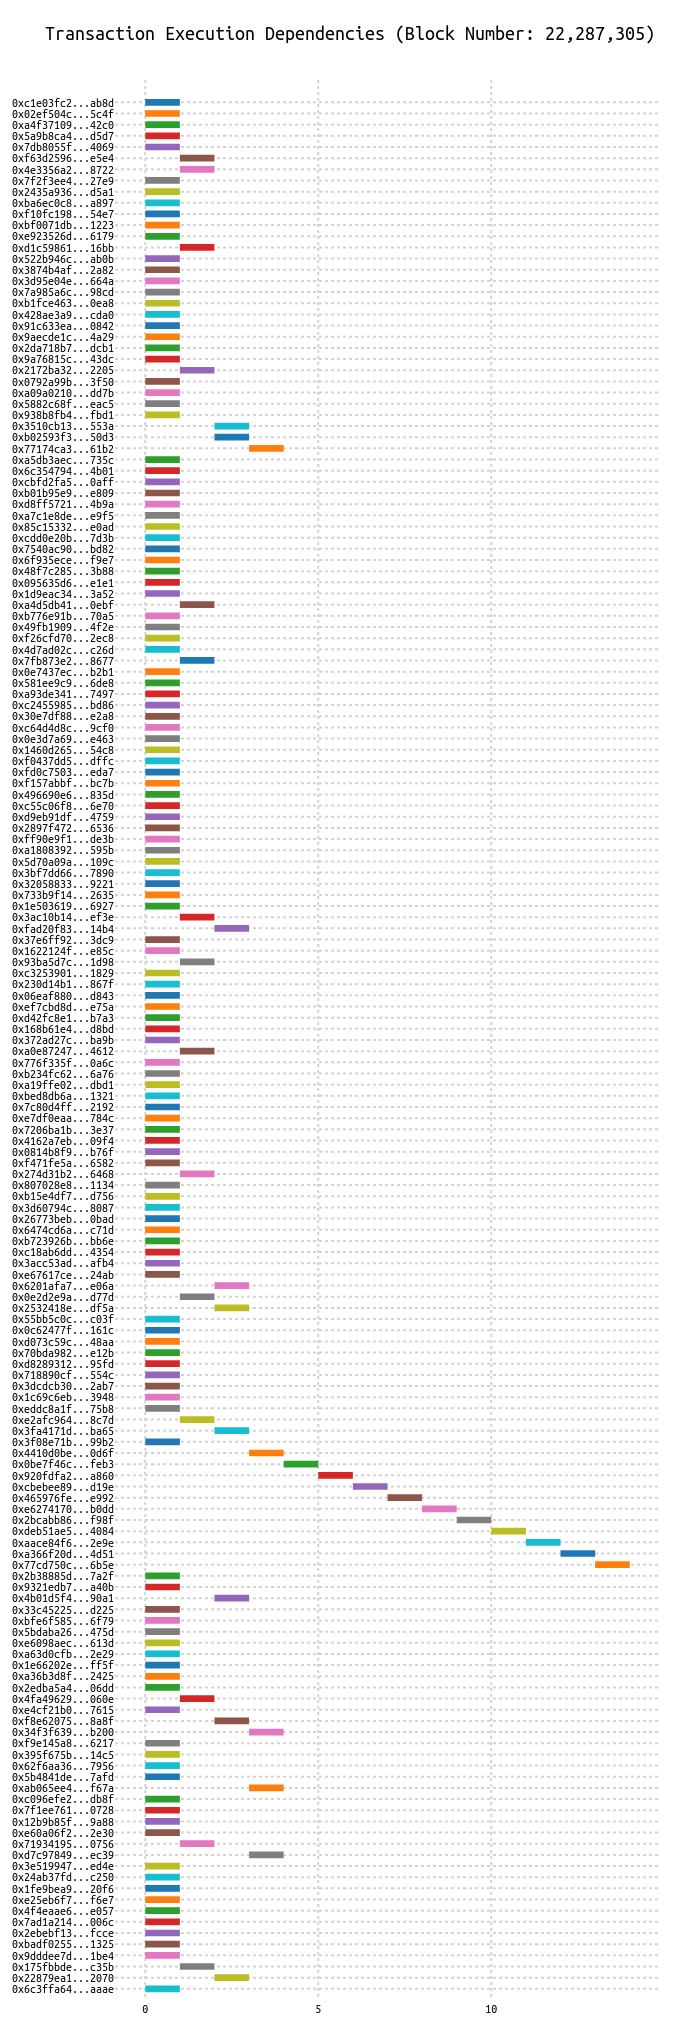 Transaction Execution Dependencies (Block Number: 22,287,305)
0xc1e03fc2...ab8d
0x02ef504c...5c4f
0xa4f37109...42c0
0x5a9b8ca4...d5d7
0x7db8055f...4069
0xf63d2596...e5e4
0x4e3356a2...8722
0x7f2f3ee4...27e9
0x2435a936...d5a1
0xba6ec0c8...a897
0xf10fc198...54e7
0xbf0071db...1223
0xe923526d...6179
0xd1c59861...16bb
0x522b946c...ab0b
0x3874b4af...2a82
0x3d95e04e...664a
0x7a985a6c...98cd
0xb1fce463...0ea8
0x428ae3a9...cda0
0x91c633ea...0842
0x9aecde1c...4a29
0x2da718b7...dcb1
0x9a76815c...43dc
0x2172ba32...2205
0x0792a99b...3f50
0xa09a0210...dd7b
0x5882c68f...eac5
0x938b8fb4...fbd1
0x3510cb13...553a
0xb02593f3...50d3
0x77174ca3...61b2
0xa5db3aec...735c
0x6c354794...4b01
0xcbfd2fa5...0aff
0xb01b95e9...e809
0xd8ff5721...4b9a
0xa7c1e8de...e9f5
0x85c15332...e0ad
0xcdd0e20b...7d3b
0x7540ac90...bd82
0x6f935ece...f9e7
0x48f7c285...3b88
0x095635d6...e1e1
0x1d9eac34...3a52
0xa4d5db41...0ebf
0xb776e91b...70a5
0x49fb1909...4f2e
0xf26cfd70...2ec8
0x4d7ad02c...c26d
0x7fb873e2...8677
0x0e7437ec...b2b1
0x581ee9c9...6de8
0xa93de341...7497
0xc2455985...bd86
0x30e7df88...e2a8
0xc64d4d8c...9cf0
0x0e3d7a69...e463
0x1460d265...54c8
0xf0437dd5...dffc
0xfd0c7503...eda7
0xf157abbf...bc7b
0x496690e6...835d
0xc55c06f8...6e70
0xd9eb91df...4759
0x2897f472...6536
0xff90e9f1...de3b
0xa1808392...595b
0x5d70a09a...109c
0x3bf7dd66...7890
0x32058833...9221
0x733b9f14...2635
0x1e503619...6927
0x3ac10b14...ef3e
0xfad20f83...14b4
0x37e6ff92...3dc9
0x1622124f...e85c
0x93ba5d7c...1d98
0xc3253901...1829
0x230d14b1...867f
0x06eaf880...d843
0xef7cbd8d...e75a
0xd42fc8e1...b7a3
0x168b61e4...d8bd
0x372ad27c...ba9b
0xa0e87247...4612
0x776f335f...0a6c
0xb234fc62...6a76
0xa19ffe02...dbd1
0xbed8db6a...1321
0x7c80d4ff...2192
0xe7df0eaa...784c
0x7206ba1b...3e37
0x4162a7eb...09f4
0x0814b8f9...b76f
0xf471fe5a...6582
0x274d31b2...6468
0x807028e8...1134
0xb15e4df7...d756
0x3d60794c...8087
0x26773beb...0bad
0x6474cd6a...c71d
0xb723926b...bb6e
0xc18ab6dd...4354
0x3acc53ad...afb4
0xe67617ce...24ab
0x6201afa7...e06a
0x0e2d2e9a...d77d
0x2532418e...df5a
0x55bb5c0c...c03f
0x0c62477f...161c
0xd073c59c...48aa
0x70bda982...e12b
0xd8289312...95fd
0x718890cf...554c
0x3dcdcb30...2ab7
0x1c69c6eb...3948
0xeddc8a1f...75b8
0xe2afc964...8c7d
0x3fa4171d...ba65
0x3f08e71b...99b2
0x4410d0be...0d6f
0x0be7f46c...feb3
0x920fdfa2...a860
0xcbebee89...d19e
0x465976fe...e992
0xe6274170...b0dd
0x2bcabb86...f98f
0xdeb51ae5...4084
0xaace84f6...2e9e
0xa366f20d...4d51
0x77cd750c...6b5e
0x2b38885d...7a2f
0x9321edb7...a40b
0x4b01d5f4...90a1
0x33c45225...d225
0xbfe6f585...6f79
0x5bdaba26...475d
0xe6098aec...613d
0xa63d0cfb...2e29
0x1e66202e...ff5f
0xa36b3d8f...2425
0x2edba5a4...06dd
0x4fa49629...060e
0xe4cf21b0...7615
0xf8e62075...8a8f
0x34f3f639...b200
0xf9e145a8...6217
0x395f675b...14c5
0x62f6aa36...7956
0x5b4841de...7afd
0xab065ee4...f67a
0xc096efe2...db8f
0x7f1ee761...0728
0x12b9b85f...9a88
0xe60a06f2...2e30
0x71934195...0756
0xd7c97849...ec39
0x3e519947...ed4e
0x24ab37fd...c250
0x1fe9bea9...20f6
0xe25eb6f7...f6e7
0x4f4eaae6...e057
0x7ad1a214...006c
0x2ebebf13...fcce
0xbadf0255...1325
0x9dddee7d...1be4
0x175fbbde...c35b
0x22879ea1...2070
0x6c3ffa64...aaae
0 5 10